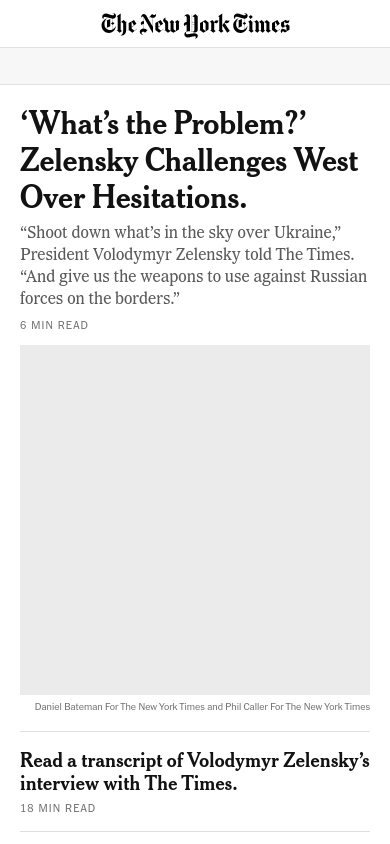 The New York Times
‘What’s the Problem?’
Zelensky Challenges West
Over Hesitations.
“Shoot down what’s in the sky over Ukraine,”
President Volodymyr Zelensky told The Times.
“And give us the weapons to use against Russian
forces on the borders.”
6 MIN READ
Daniel Bateman For The New York Times and Phil Caller For The New York Times
Read a transcript of Volodymyr Zelensky’s
interview with The Times.
18 MIN READ